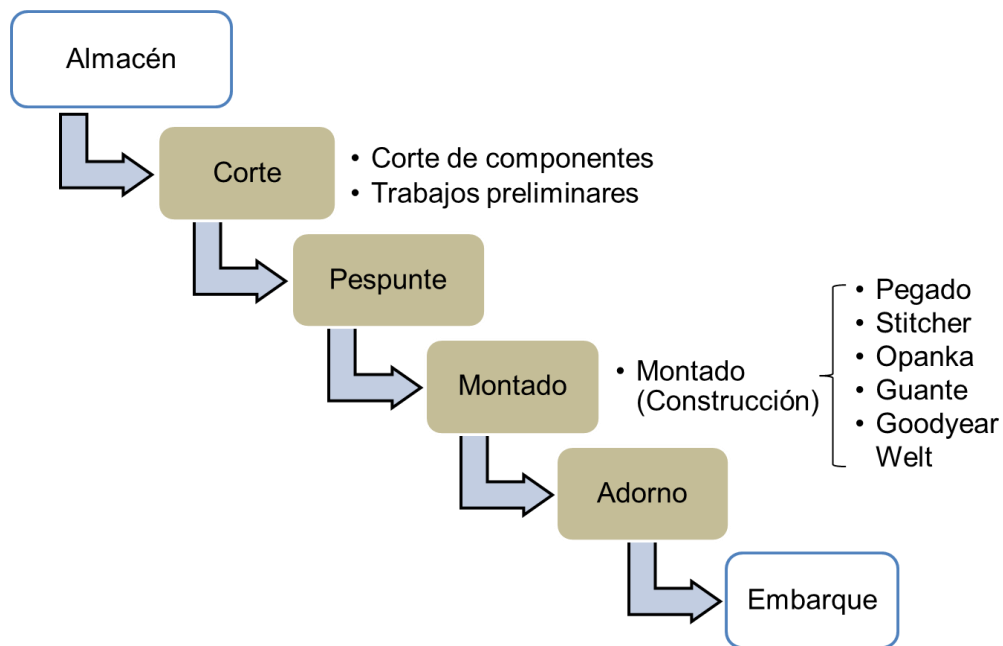 Almacén
Corte
• Corte de componentes
• Trabajos preliminares
Pespunte
Montado
• Montado
(Construcción)
• Pegado
• Stitcher
• Opanka
• Guante
• Goodyear
Welt
Adorno
Embarque